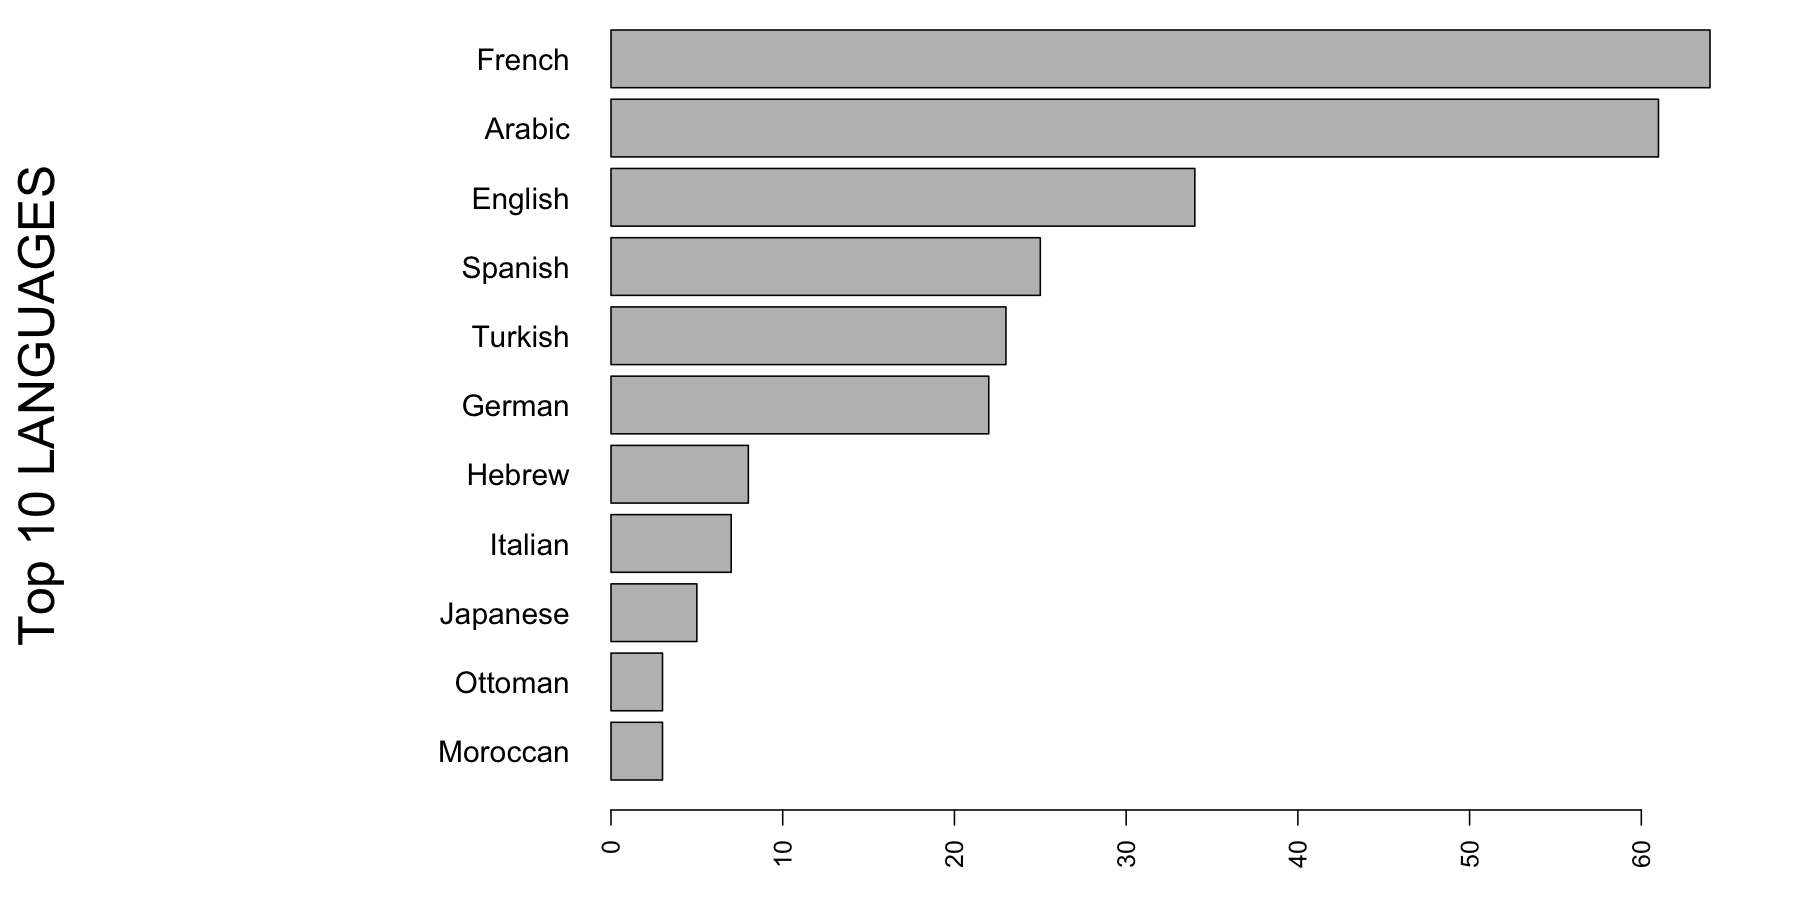 Top 10 LANGUAGES
French
Arabic
English
Spanish
Turkish
German
Hebrew
Italian
Japanese
Ottoman
Moroccan
0 10 20 30 40 50 60